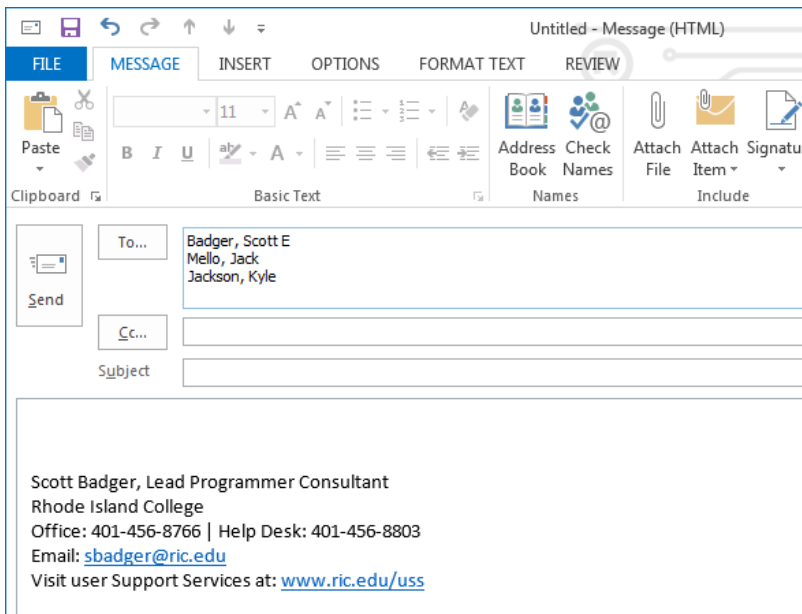 Untitled - Message (HTML)
FILE MESSAGE INSERT OPTIONS FORMAT TEXT REVIEW
Paste
11
A A
B I U ab A
Address Book
Check Names
Attach File
Attach Item
Signatu
Clipboard Basic Text Names Include
Send
To...
Badger, Scott E
Mello, Jack
Jackson, Kyle
Cc...
Subject
Scott Badger, Lead Programmer Consultant
Rhode Island College
Office: 401-456-8766 | Help Desk: 401-456-8803
Email: sbadger@ric.edu
Visit user Support Services at: www.ric.edu/uss